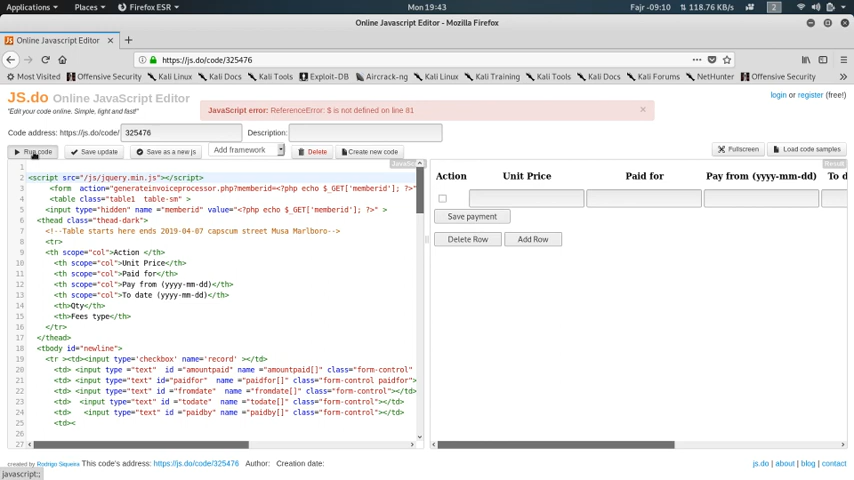 Applications Places Firefox ESR Mon 19:43 Fajr -09:10 118.76 KB/s 2
Online Javascript Editor - Mozilla Firefox
Online Javascript Editor
https://js.do/code/325476
Most Visited Offensive Security Kali Linux Kali Docs Kali Tools Exploit-DB Aircrack-ng Kali Linux Kali Training Kali Tools Kali Docs Kali Forums NetHunter Offensive Security
JS.do Online JavaScript Editor
"Edit your code online. Simple, light and fast!"
JavaScript error: ReferenceError: $ is not defined on line 81
login or register (free!)
Code address: https://js.do/code/ 325476 Description:
Run code Save update Save as a new js Add framework Delete Create new code Fullscreen Load code samples
Result
1
2 <script src="/js/jquery.min.js"></script>
3 <form action="generateinvoiceprocessor.php?memberid=<?php echo $_GET['memberid']; ?>"
4 <table class="table1 table-sm" >
5 <input type="hidden" name ="memberid" value="<?php echo $_GET['memberid']; ?>" >
6 <thead class="thead-dark">
7 <!--Table starts here ends 2019-04-07 capscum street Musa Marlboro-->
8 <tr>
9 <th scope="col">Action </th>
10 <th scope="col">Unit Price</th>
11 <th scope="col">Paid for</th>
12 <th scope="col">Pay from (yyyy-mm-dd)</th>
13 <th scope="col">To date (yyyy-mm-dd)</th>
14 <th>Qty</th>
15 <th>Fees type</th>
16 </tr>
17 </thead>
18 <tbody id="newline">
19 <tr ><td><input type='checkbox' name='record' ></td>
20 <td> <input type ="text" id ="amountpaid" name ="amountpaid[]" class="form-control"
21 <td> <input type="text" id="paidfor" name ="paidfor[]" class="form-control paidfor">
22 <td> <input type="text" id ="fromdate" name ="fromdate[]" class="form-control"></td>
23 <td> <input type="text" id ="todate" name ="todate[]" class="form-control"></td>
24 <td> <input type="text" id ="paidby" name ="paidby[]" class="form-control"></td>
25 <td><
26
27
Action Unit Price Paid for Pay from (yyyy-mm-dd) To d
Save payment
Delete Row Add Row
created by Rodrigo Siqueira This code's address: https://js.do/code/325476 Author: Creation date:
js.do | about | blog | contact
javascript:;